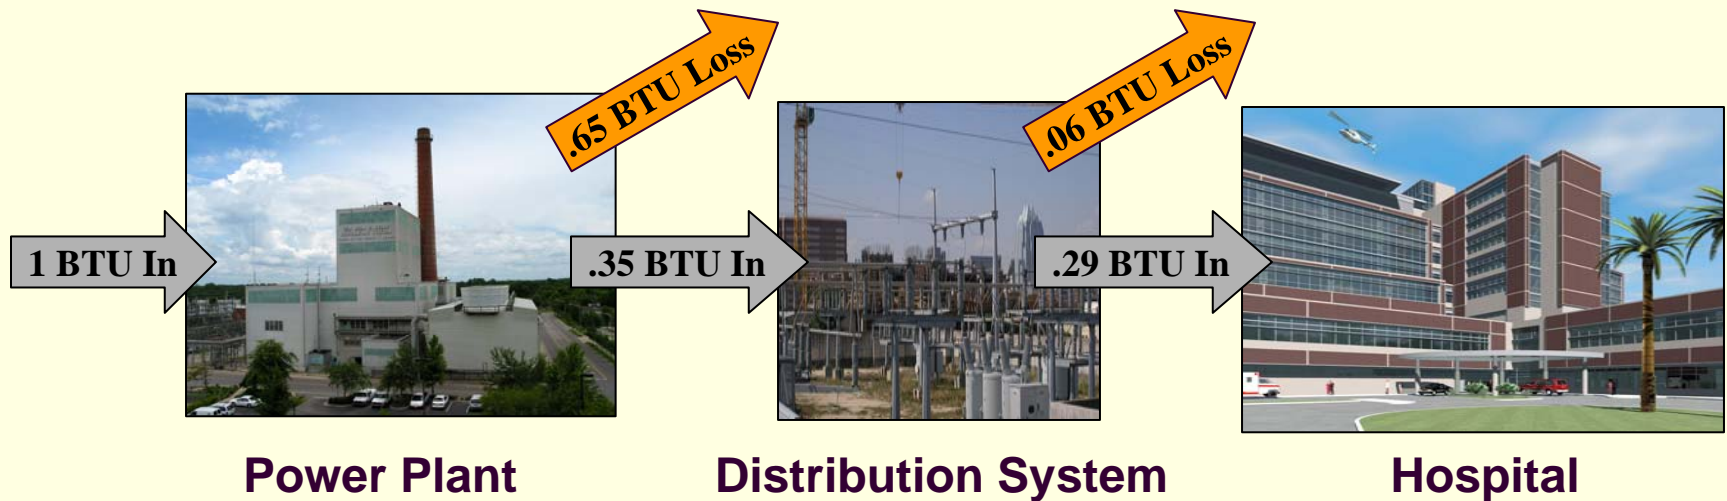 .65 BTU Loss
.06 BTU Loss
1 BTU In
.35 BTU In
.29 BTU In
Power Plant
Distribution System
Hospital